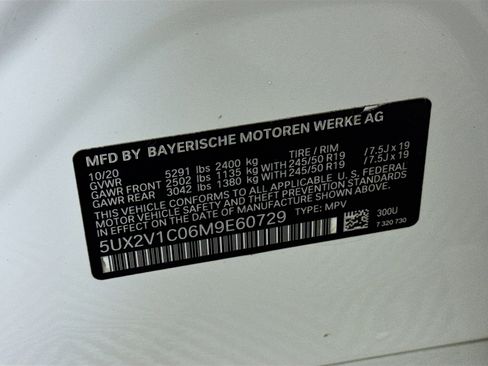 MFD BY BAYERISCHE MOTOREN WERKE AG
10/20 5291 lbs 2400 kg TIRE / RIM
GVWR
GAWR FRONT 2502 lbs 1135 kg WITH 245/50 R19 / 7.5J x 19
GAWR REAR 3042 lbs 1380 kg WITH 245/50 R19 / 7.5J x 19
THIS VEHICLE CONFORMS TO ALL APPLICABLE U.S. FEDERAL
MOTOR VEHICLE SAFETY, BUMPER, AND THEFT PREVENTION STANDARDS
IN EFFECT ON THE DATE OF MANUFACTURE SHOWN ABOVE.
5UX2V1C06M9E60729 TYPE: MPV
300U
7 320 730